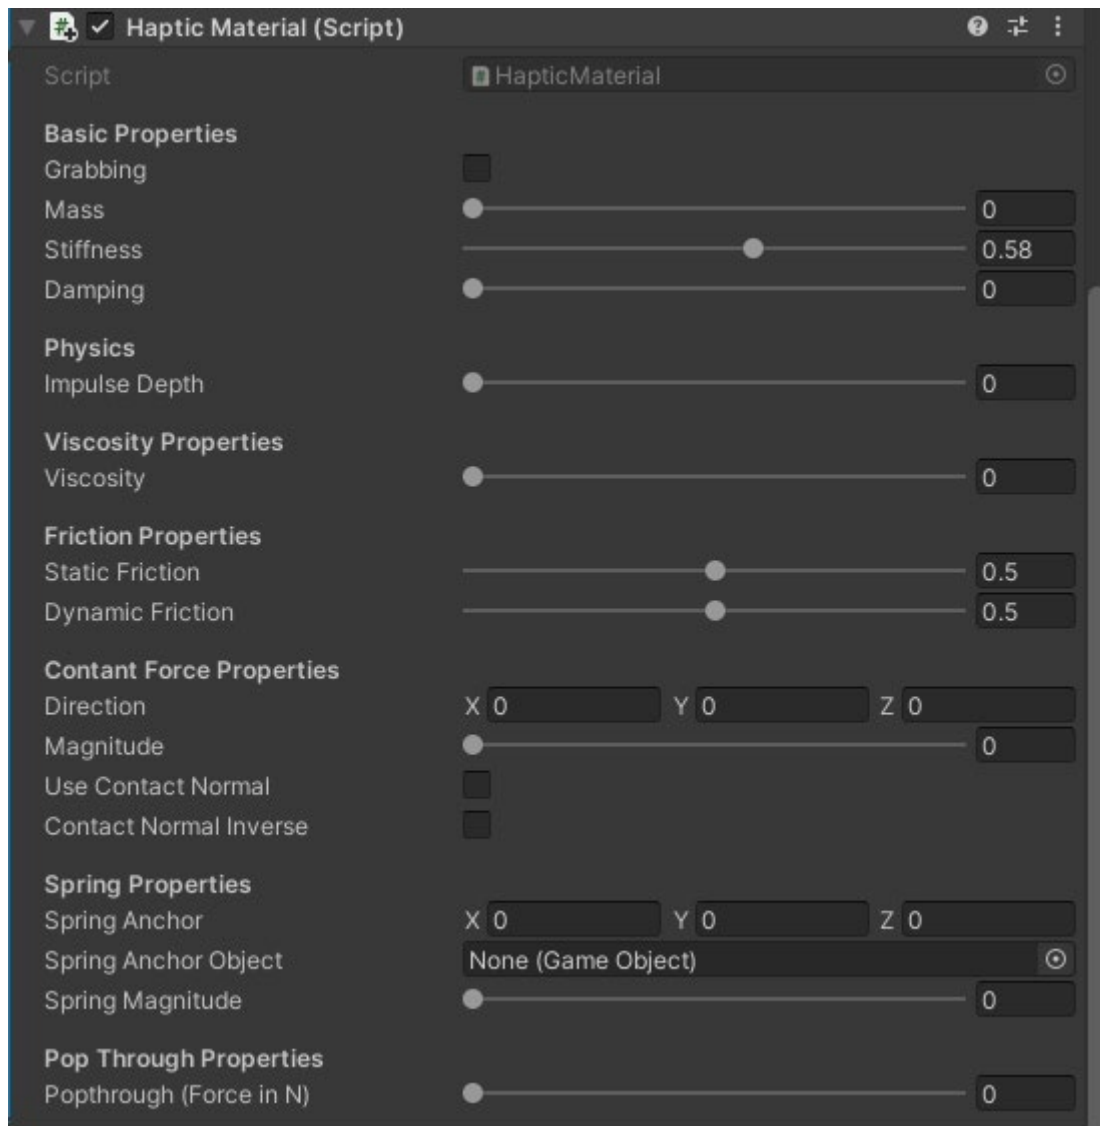 Haptic Material (Script)
Script HapticMaterial
Basic Properties
Grabbing
Mass 0
Stiffness 0.58
Damping 0
Physics
Impulse Depth 0
Viscosity Properties
Viscosity 0
Friction Properties
Static Friction 0.5
Dynamic Friction 0.5
Contant Force Properties
Direction X 0 Y 0 Z 0
Magnitude 0
Use Contact Normal
Contact Normal Inverse
Spring Properties
Spring Anchor X 0 Y 0 Z 0
Spring Anchor Object None (Game Object)
Spring Magnitude 0
Pop Through Properties
Popthrough (Force in N) 0